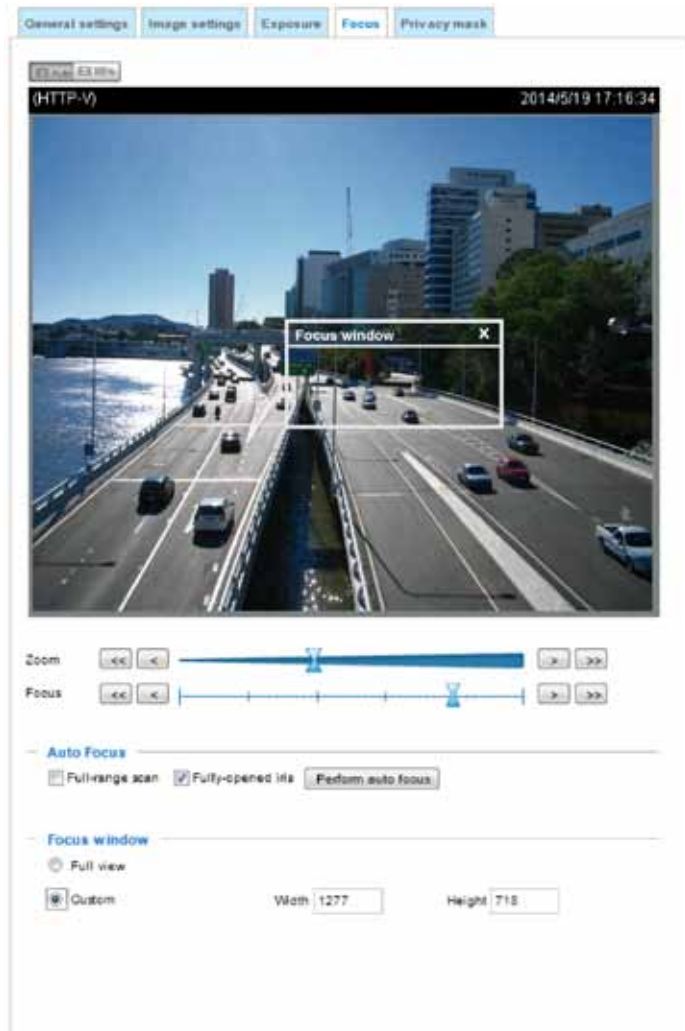 General settings Image settings Exposure Focus Privacy mask
(HTTP-V) 2014/5/19 17:16:34
Focus window X
Zoom << < > >>
Focus << < > >>
Auto Focus
Full-range scan Fully-opened iris Perform auto focus
Focus window
Full view
Custom Width 1277 Height 718